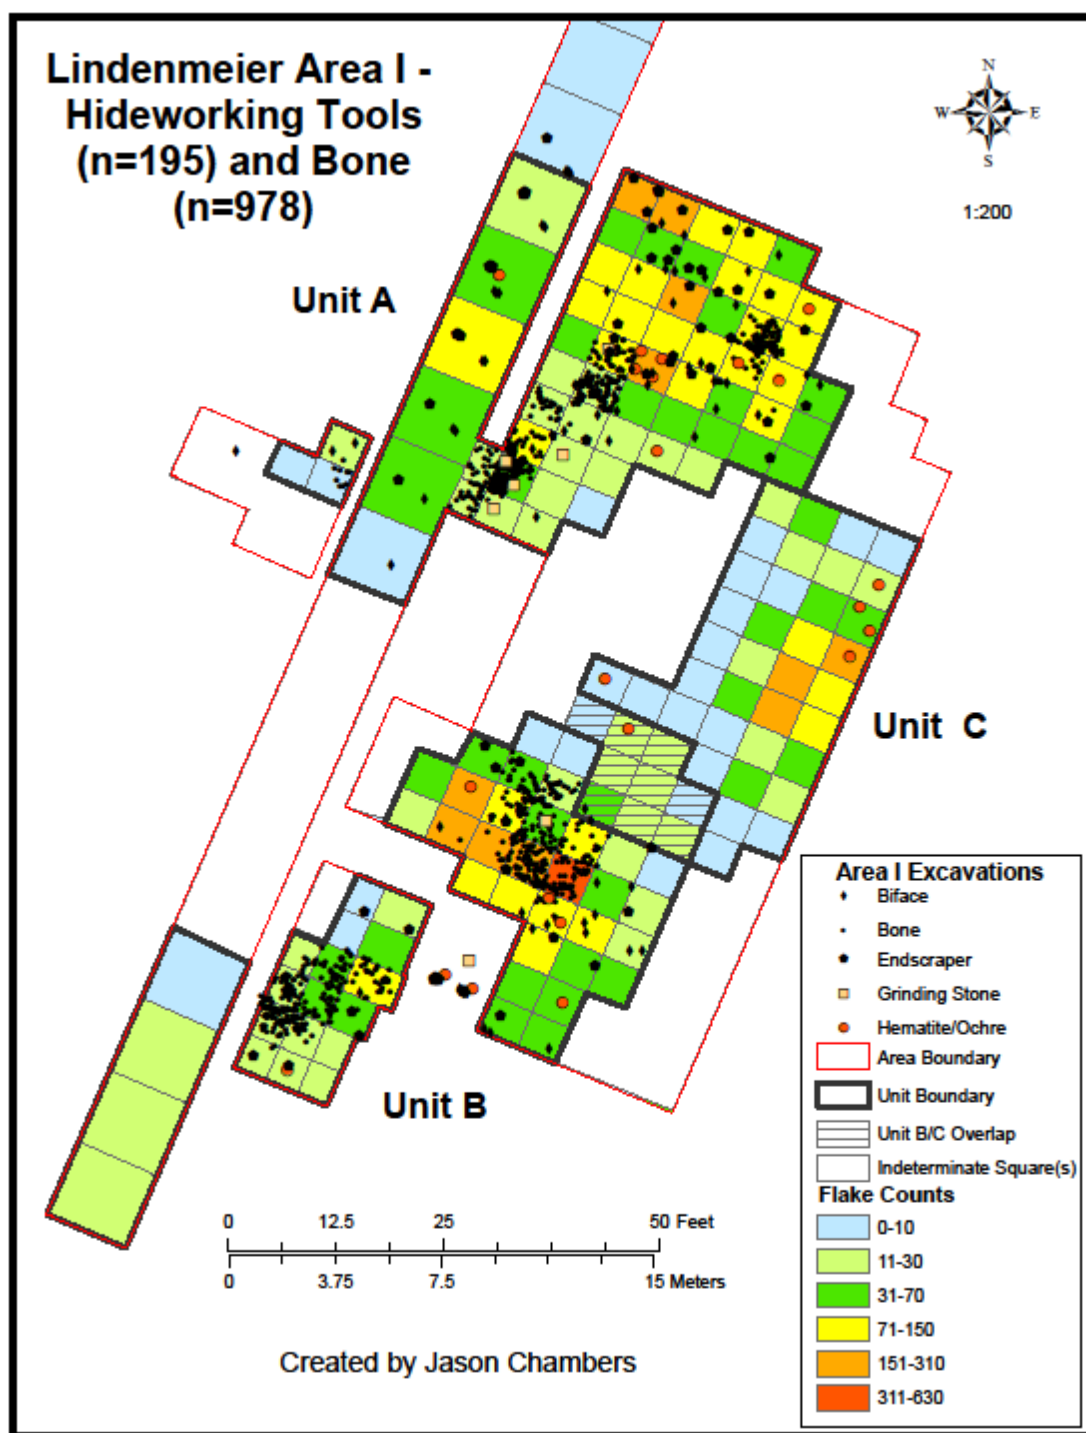 Lindenmeier Area I -
Hideworking Tools
(n=195) and Bone
(n=978)
N
W E
S
1:200
Unit A
Unit C
Unit B
Area I Excavations
Biface
Bone
Endscraper
Grinding Stone
Hematite/Ochre
Area Boundary
Unit Boundary
Unit B/C Overlap
Indeterminate Square(s)
Flake Counts
0-10
11-30
31-70
71-150
151-310
311-630
0 12.5 25 50 Feet
0 3.75 7.5 15 Meters
Created by Jason Chambers